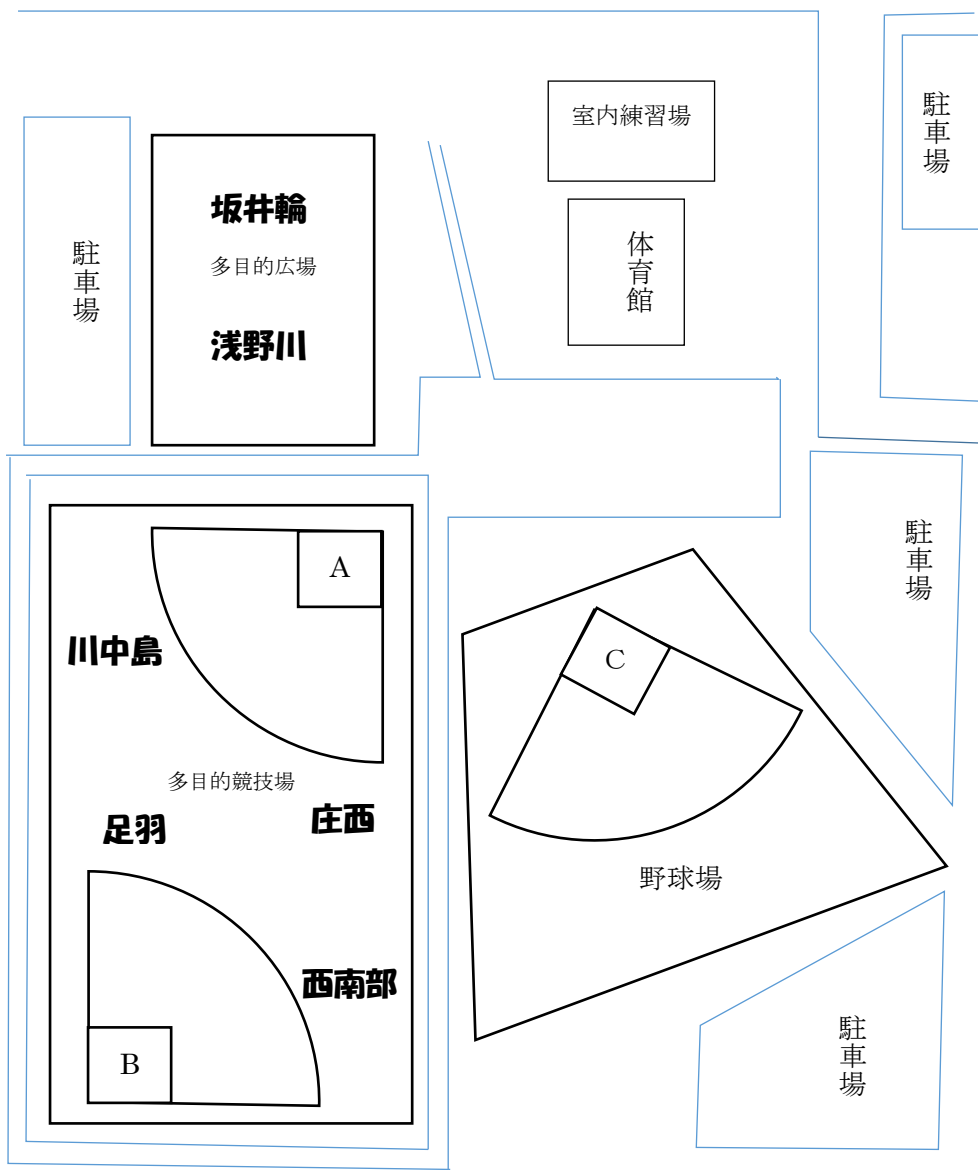 室内練習場
駐車場
坂井輪
体育館
駐車場
多目的広場
浅野川
A
駐車場
川中島
C
多目的競技場
足羽
庄西
野球場
西南部
B
駐車場